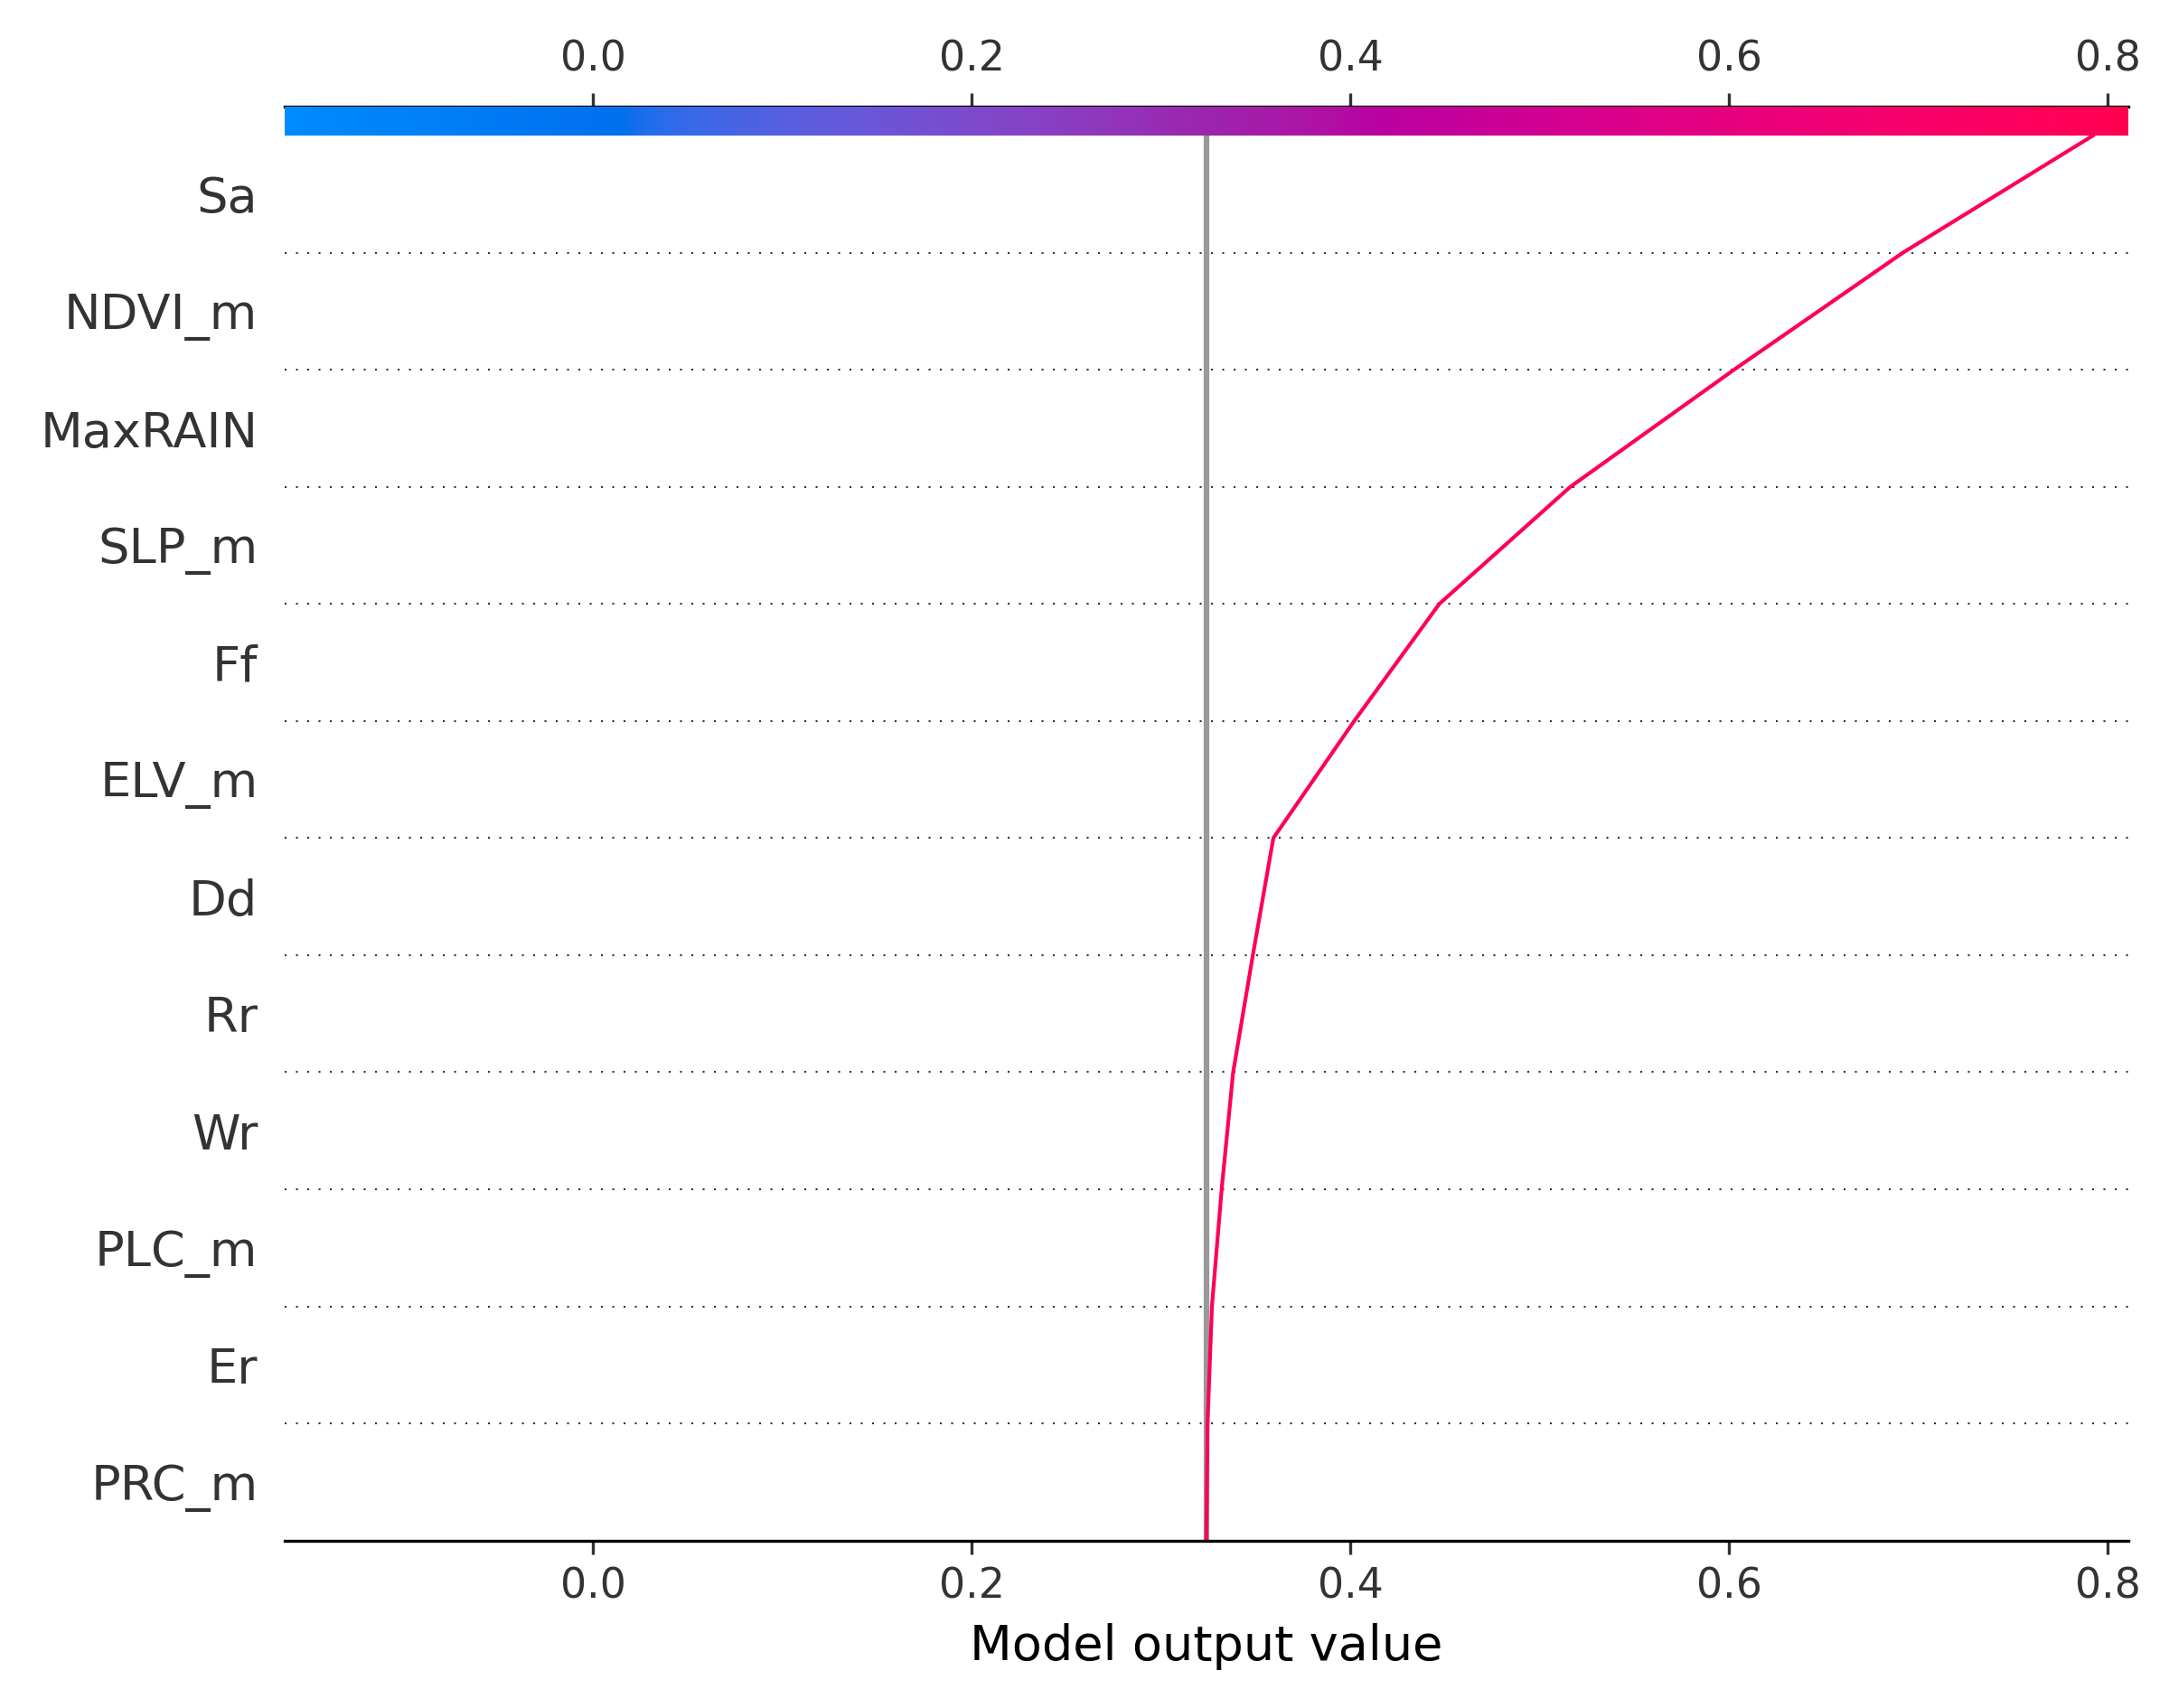 0.0 0.2 0.4 0.6 0.8
Sa
NDVI_m
MaxRAIN
SLP_m
Ff
ELV_m
Dd
Rr
Wr
PLC_m
Er
PRC_m
0.0 0.2 0.4 0.6 0.8
Model output value